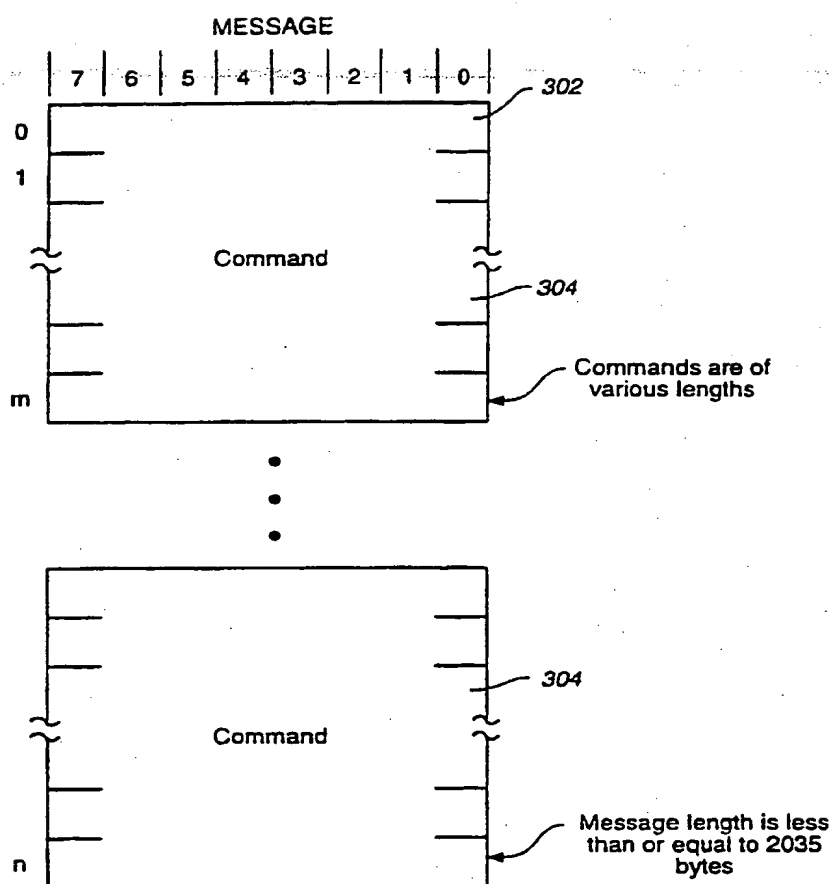 MESSAGE
7 6 5 4 3 2 1 0
302
0
1
Command
304
Commands are of
various lengths
m
304
Command
Message length is less
than or equal to 2035
bytes
n